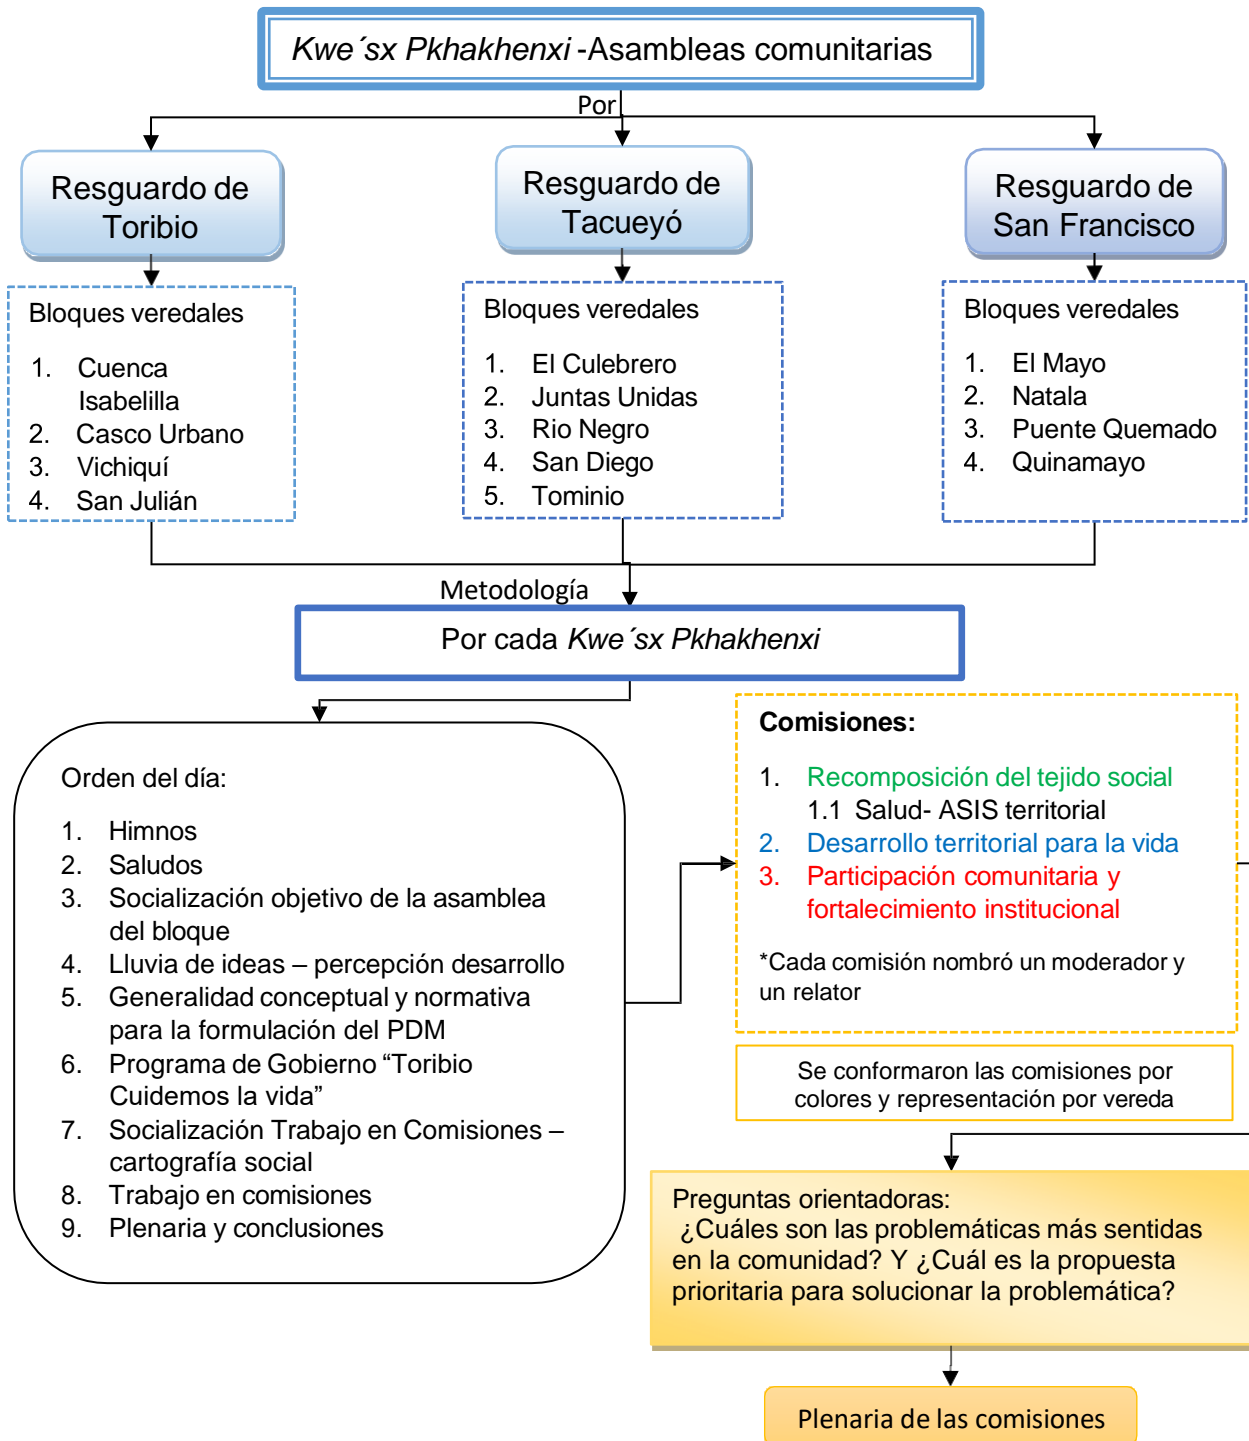 Kwe´sx Pkhakhenxi -Asambleas comunitarias
Por
Resguardo de
Toribio
Resguardo de
Tacueyó
Resguardo de
San Francisco
Bloques veredales
1. Cuenca
Isabelilla
2. Casco Urbano
3. Vichiquí
4. San Julián
Bloques veredales
1. El Culebrero
2. Juntas Unidas
3. Rio Negro
4. San Diego
5. Tominio
Bloques veredales
1. El Mayo
2. Natala
3. Puente Quemado
4. Quinamayo
Metodología
Por cada Kwe´sx Pkhakhenxi
Orden del día:
1. Himnos
2. Saludos
3. Socialización objetivo de la asamblea
del bloque
4. Lluvia de ideas – percepción desarrollo
5. Generalidad conceptual y normativa
para la formulación del PDM
6. Programa de Gobierno “Toribio
Cuidemos la vida”
7. Socialización Trabajo en Comisiones –
cartografía social
8. Trabajo en comisiones
9. Plenaria y conclusiones
Comisiones:
1. Recomposición del tejido social
1.1 Salud- ASIS territorial
2. Desarrollo territorial para la vida
3. Participación comunitaria y
fortalecimiento institucional
*Cada comisión nombró un moderador y
un relator
Se conformaron las comisiones por
colores y representación por vereda
Preguntas orientadoras:
¿Cuáles son las problemáticas más sentidas
en la comunidad? Y ¿Cuál es la propuesta
prioritaria para solucionar la problemática?
Plenaria de las comisiones